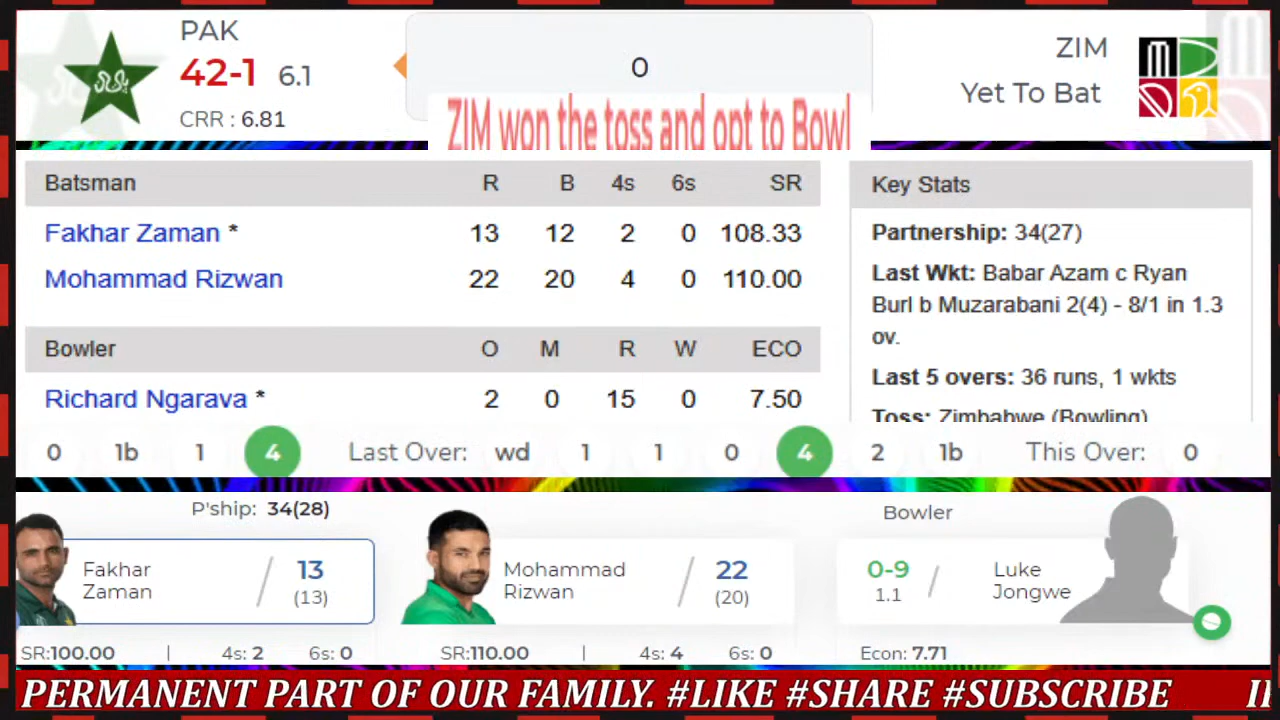 PAK
42-1 6.1
CRR : 6.81
0
ZIM won the toss and opt to Bowl
ZIM
Yet To Bat
Batsman R B 4s 6s SR
Fakhar Zaman * 13 12 2 0 108.33
Mohammad Rizwan 22 20 4 0 110.00
Bowler O M R W ECO
Richard Ngarava * 2 0 15 0 7.50
Key Stats
Partnership: 34(27)
Last Wkt: Babar Azam c Ryan
Burl b Muzarabani 2(4) - 8/1 in 1.3
ov.
Last 5 overs: 36 runs, 1 wkts
Toss: Zimbabwe (Bowling)
0 1b 1 4 Last Over: wd 1 1 0 4 2 1b This Over: 0
P'ship: 34(28)
Fakhar
Zaman
13
(13)
SR:100.00 | 4s: 2 6s: 0
Mohammad
Rizwan
22
(20)
SR:110.00 | 4s: 4 6s: 0
Bowler
0-9
1.1
Luke
Jongwe
Econ: 7.71
PERMANENT PART OF OUR FAMILY. #LIKE #SHARE #SUBSCRIBE